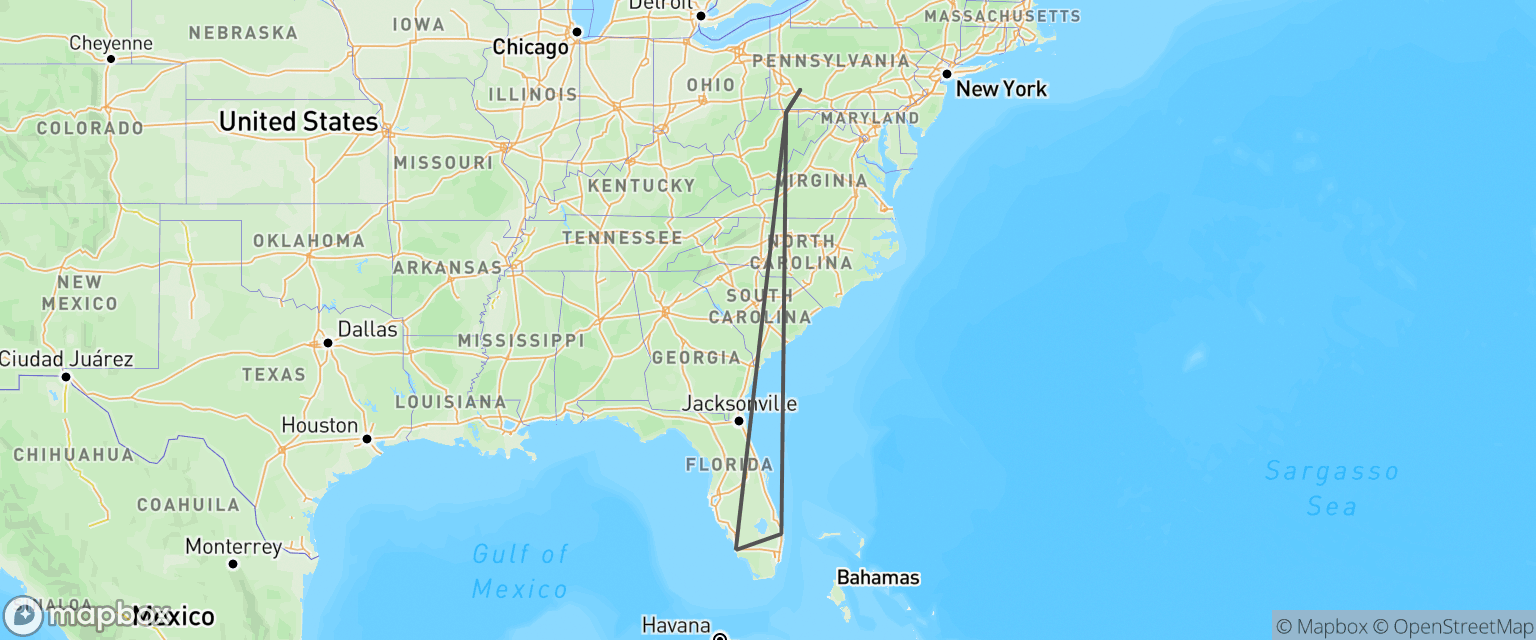 Detroit
MASSACHUSETTS
IOWA
NEBRASKA
Cheyenne
Chicago
PENNSYLVANIA
OHIO
ILLINOIS
New York
United States
COLORADO
MARYLAND
MISSOURI
KENTUCKY
VIRGINIA
TENNESSEE
OKLAHOMA
NORTH
CAROLINA
ARKANSAS
NEW
MEXICO
SOUTH
CAROLINA
Dallas
MISSISSIPPI
Ciudad Juárez
GEORGIA
TEXAS
LOUISIANA
Jacksonville
Houston
CHIHUAHUA
FLORIDA
Sargasso
Sea
COAHUILA
Monterrey
Gulf of
Mexico
Bahamas
SINALOA
mapbox
México
Havana
© Mapbox © OpenStreetMap